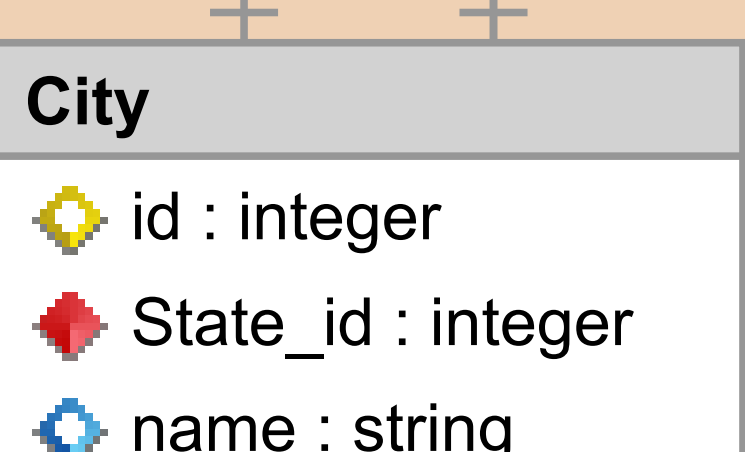 City
id : integer
State_id : integer
name : string